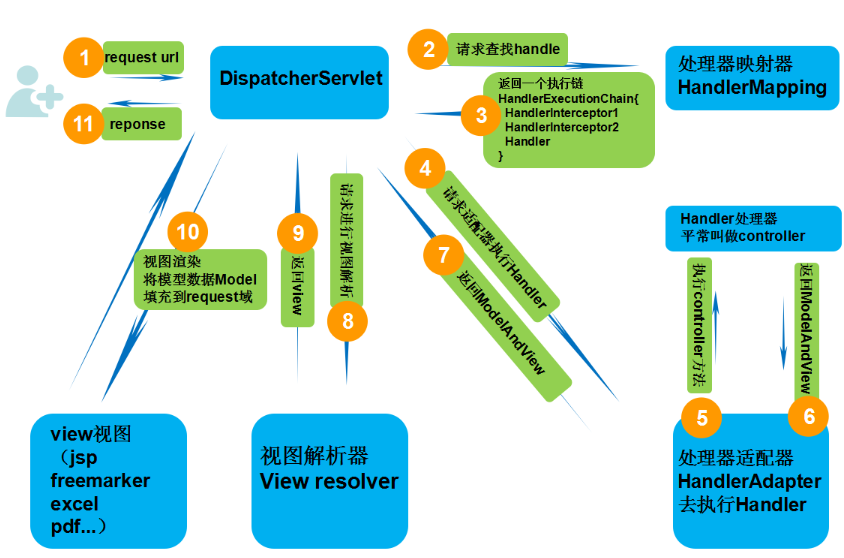 1
request url
DispatcherServlet
2
请求查找handle
处理器映射器
HandlerMapping
11
reponse
3
返回一个执行链
HandlerExecutionChain{
HandlerInterceptor1
HandlerInterceptor2
Handler
}
4
请求适配器执行Handler
7
返回ModelAndView
Handler处理器
平常叫做controller
10
视图渲染
将模型数据Model
填充到request域
9
返回view
请求进行视图解析
8
执行controller方法
5
返回ModelAndView
6
view视图
（jsp
freemarker
excel
pdf...）
视图解析器
View resolver
处理器适配器
HandlerAdapter
去执行Handler